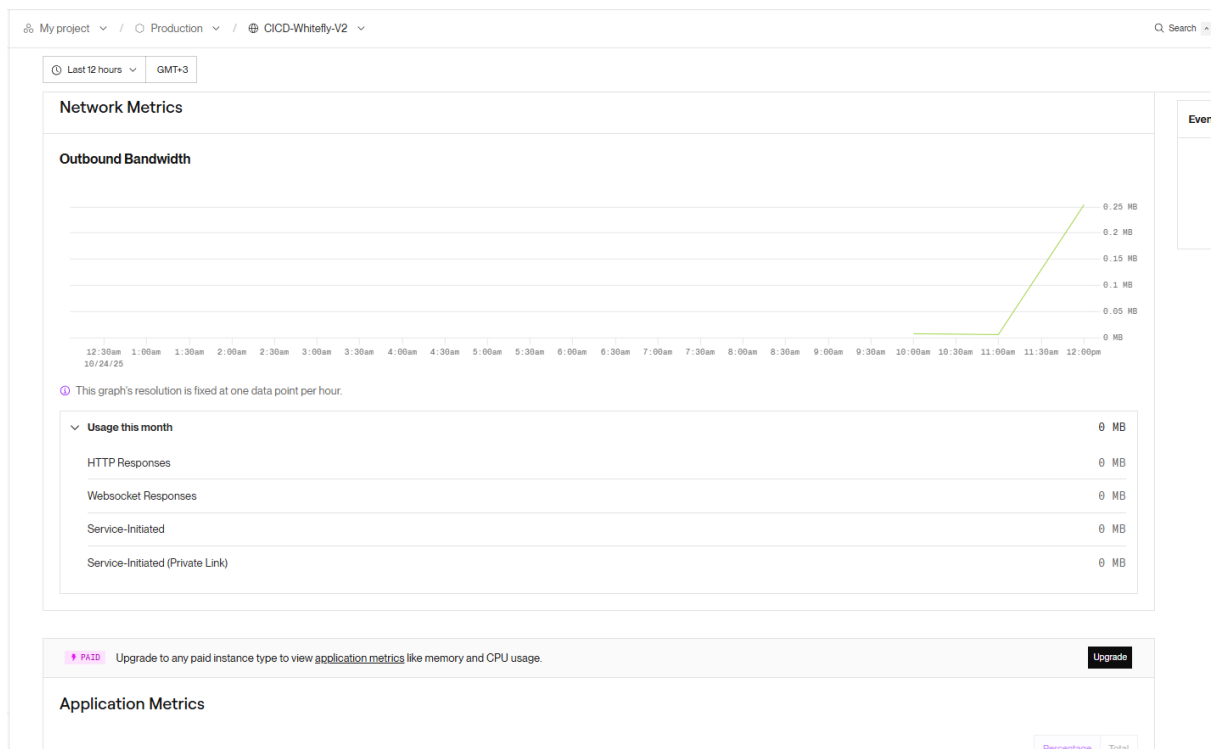 My project / Production / CICD-Whitefly-V2 Search
Last 12 hours GMT+3
Network Metrics
Even
Outbound Bandwidth
0.25 MB
0.2 MB
0.15 MB
0.1 MB
0.05 MB
0 MB
12:30am 1:00am 1:30am 2:00am 2:30am 3:00am 3:30am 4:00am 4:30am 5:00am 5:30am 6:00am 6:30am 7:00am 7:30am 8:00am 8:30am 9:00am 9:30am 10:00am 10:30am 11:00am 11:30am 12:00pm
10/24/25
This graph's resolution is fixed at one data point per hour.
Usage this month 0 MB
HTTP Responses 0 MB
Websocket Responses 0 MB
Service-Initiated 0 MB
Service-Initiated (Private Link) 0 MB
PAID Upgrade to any paid instance type to view application metrics like memory and CPU usage. Upgrade
Application Metrics
Percentage Total